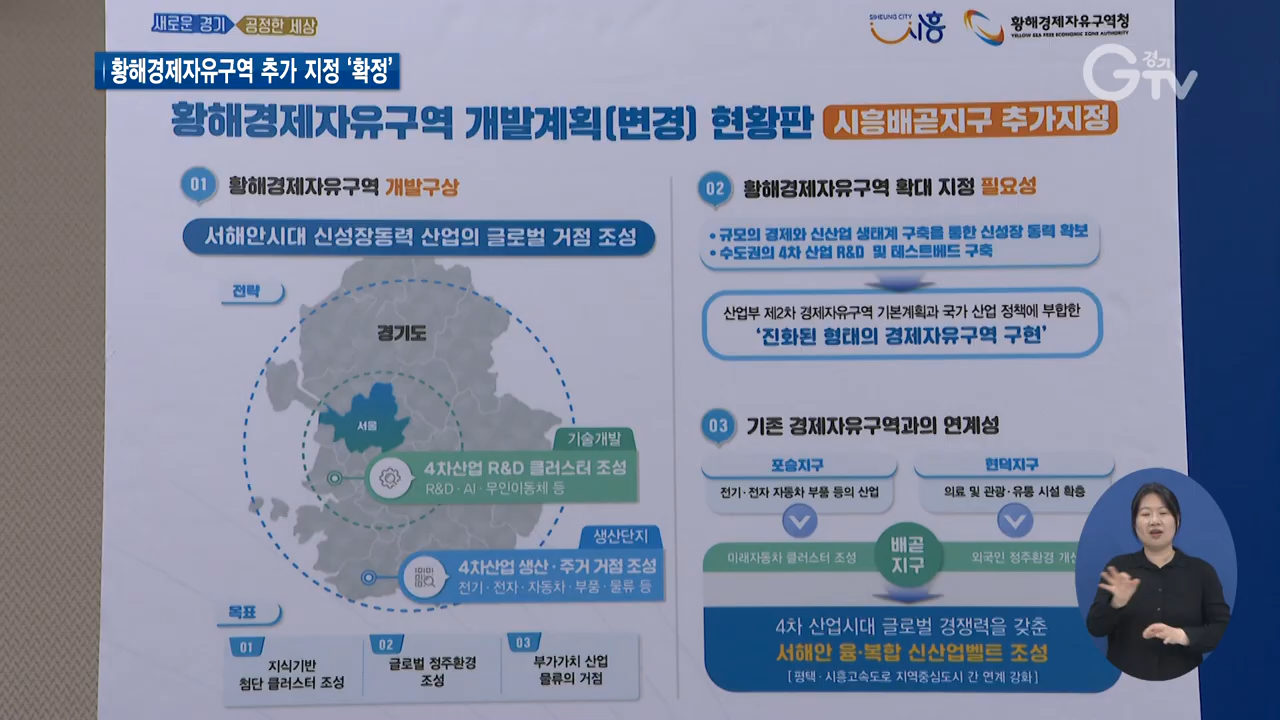 새로운 경기 공정한 세상
SIHEUNG CITY
시흥
황해경제자유구역청
YELLOW SEA FREE ECONOMIC ZONE AUTHORITY
경기
GTV
황해경제자유구역 추가 지정 ‘확정’
황해경제자유구역 개발계획(변경) 현황판 시흥배곧지구 추가지정
01 황해경제자유구역 개발구상
서해안시대 신성장동력 산업의 글로벌 거점 조성
전략
경기도
서울
기술개발
4차산업 R&D 클러스터 조성
R&D · AI · 무인이동체 등
생산단지
4차산업 생산 · 주거 거점 조성
전기 · 전자 · 자동차 · 부품 · 물류 등
목표
01
지식기반
첨단 클러스터 조성
02
글로벌 정주환경
조성
03
부가가치 산업
물류의 거점
02 황해경제자유구역 확대 지정 필요성
• 규모의 경제와 신산업 생태계 구축을 통한 신성장 동력 확보
• 수도권의 4차 산업 R&D 및 테스트베드 구축
산업부 제2차 경제자유구역 기본계획과 국가 산업 정책에 부합한
‘진화된 형태의 경제자유구역 구현’
03 기존 경제자유구역과의 연계성
포승지구
전기 · 전자 자동차 부품 등의 산업
현덕지구
의료 및 관광 · 유통 시설 확충
미래자동차 클러스터 조성
배곧
지구
외국인 정주환경 개선
4차 산업시대 글로벌 경쟁력을 갖춘
서해안 융·복합 신산업벨트 조성
[ 평택 · 시흥고속도로 지역중심도시 간 연계 강화 ]